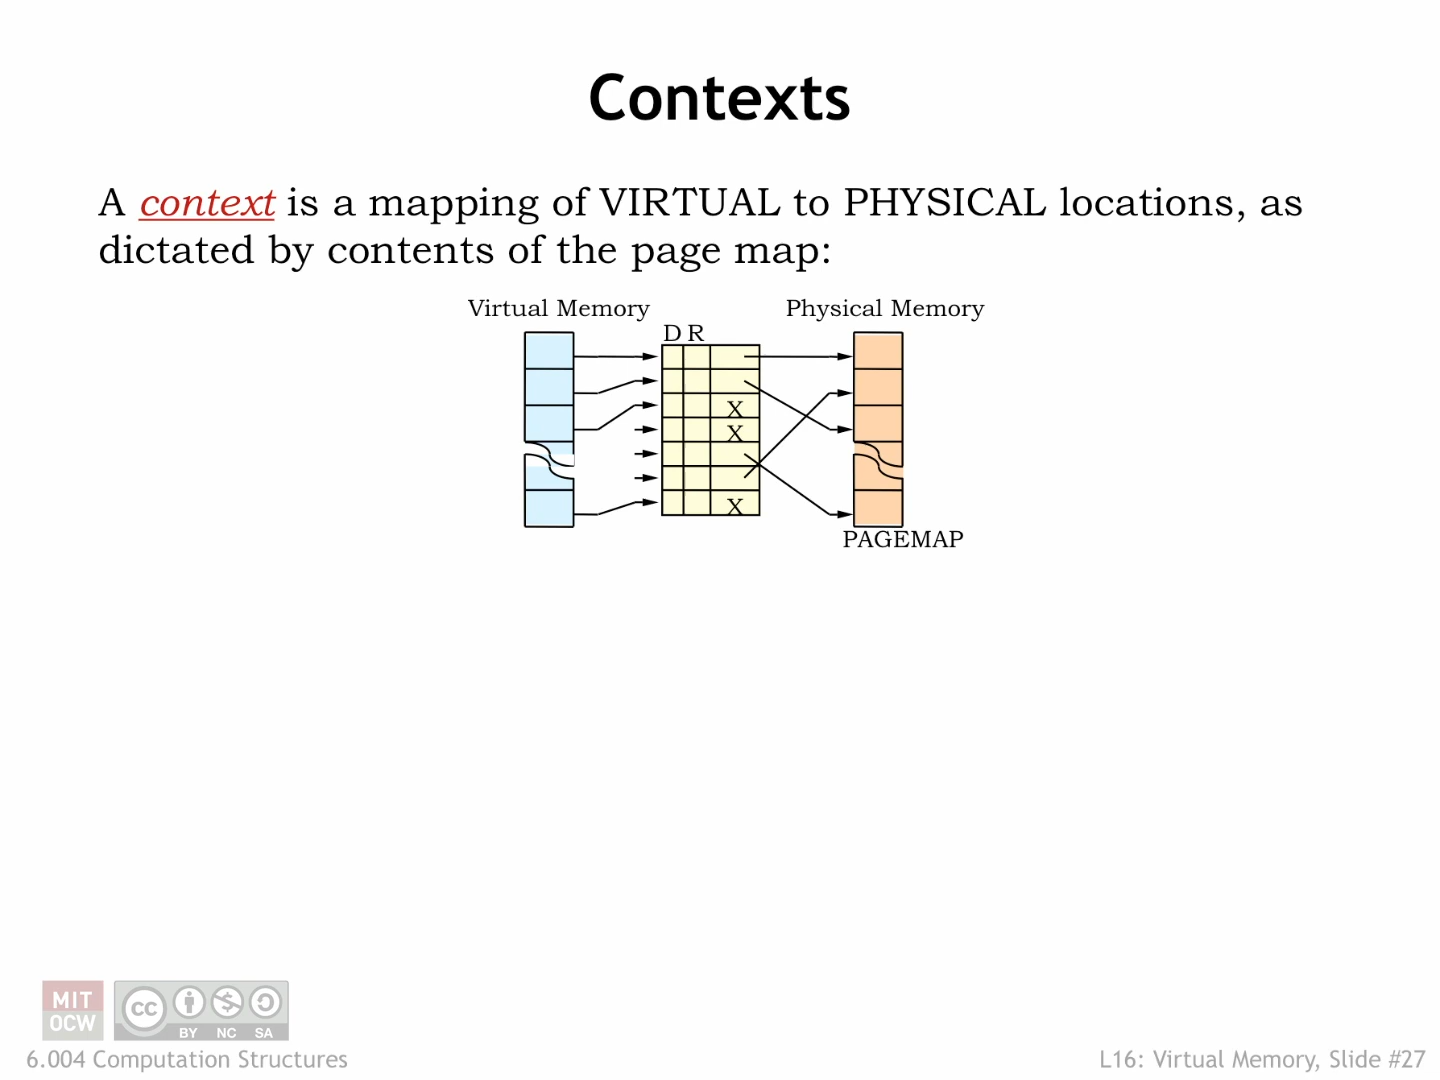 Contexts
A context is a mapping of VIRTUAL to PHYSICAL locations, as
dictated by contents of the page map:
Virtual Memory
Physical Memory
D R
X
X
X
PAGEMAP
MIT
OCW
cc
BY NC SA
6.004 Computation Structures
L16: Virtual Memory, Slide #27